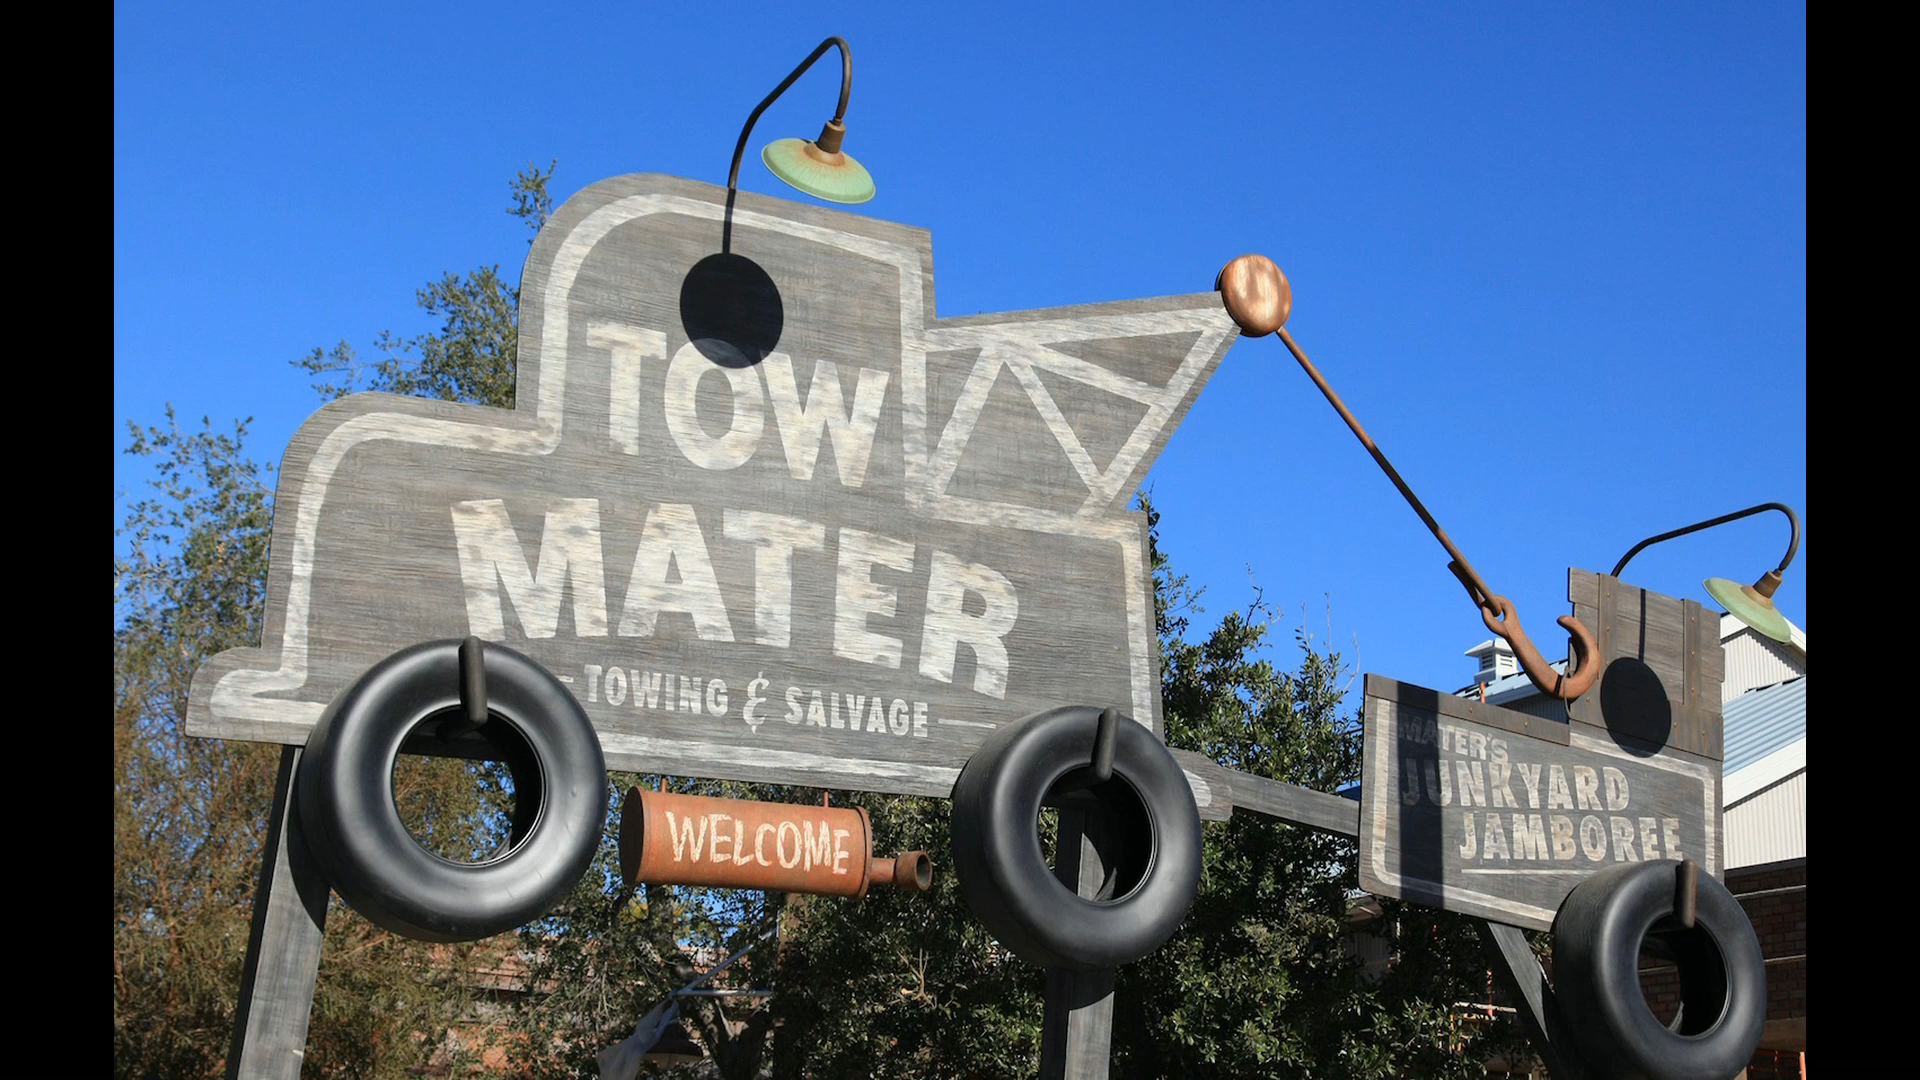 TOW
MATER
TOWING & SALVAGE
WELCOME
MATER'S
JUNKYARD
JAMBOREE